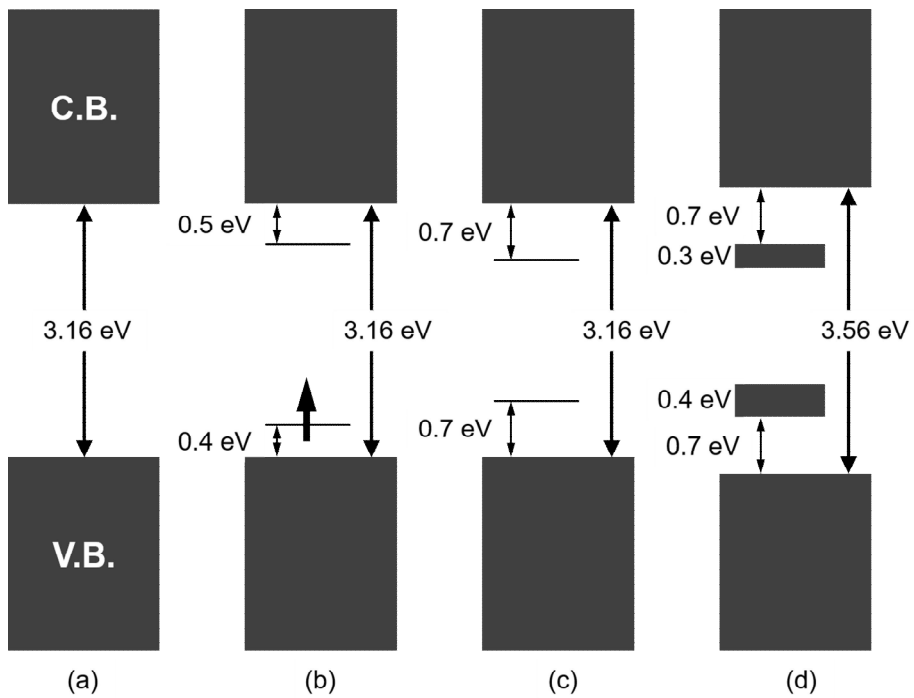 C.B.
0.5 eV
0.7 eV
0.7 eV
0.3 eV
3.16 eV
3.16 eV
3.16 eV
3.56 eV
0.4 eV
0.4 eV
0.7 eV
0.7 eV
V.B.
(a)
(b)
(c)
(d)